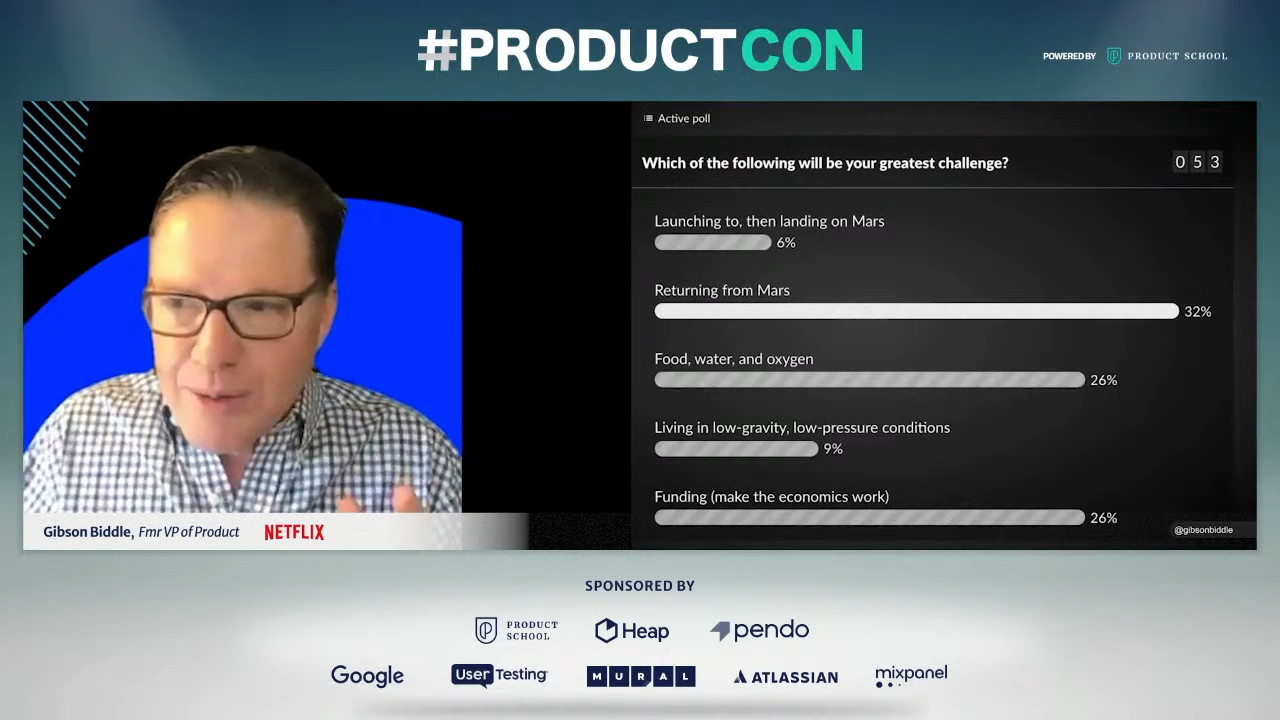 #PRODUCTCON
POWERED BY PRODUCT SCHOOL
Active poll
Which of the following will be your greatest challenge?
053
Launching to, then landing on Mars
6%
Returning from Mars
32%
Food, water, and oxygen
26%
Living in low-gravity, low-pressure conditions
9%
Funding (make the economics work)
26%
@gibsonbiddle
Gibson Biddle, Fmr VP of Product NETFLIX
SPONSORED BY
PRODUCT SCHOOL Heap pendo
Google UserTesting MURAL ATLASSIAN mixpanel